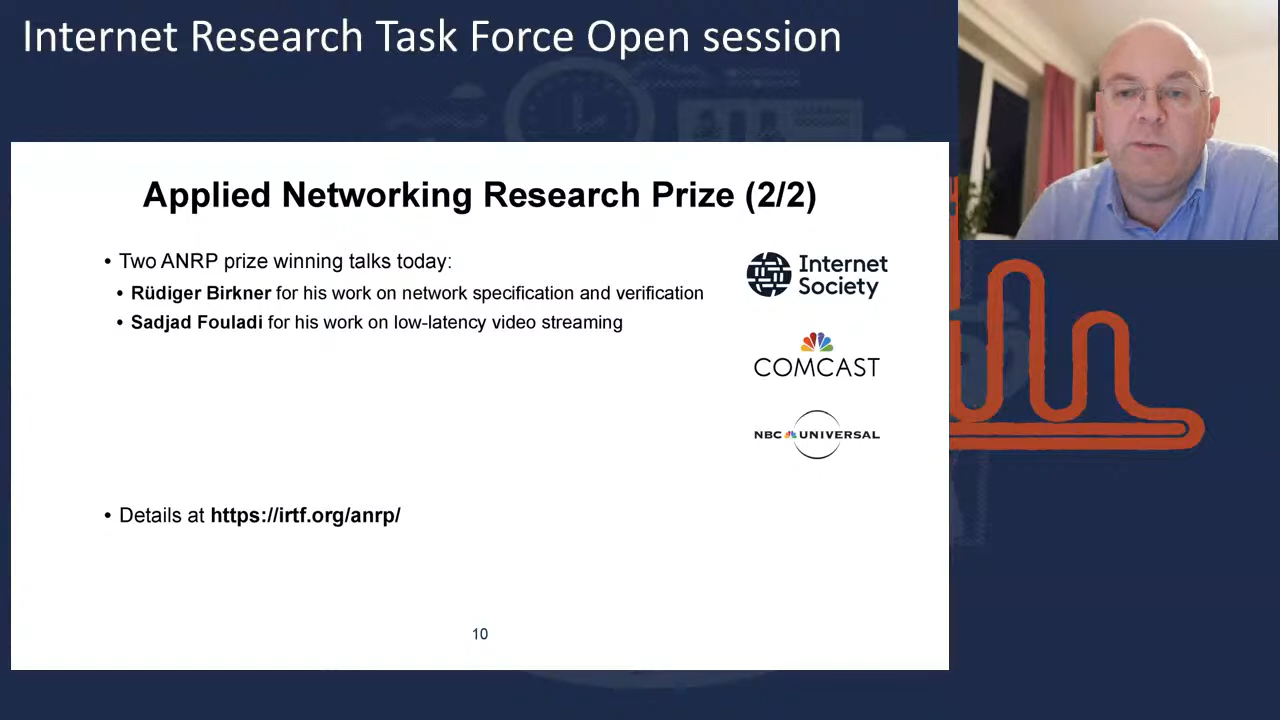 Internet Research Task Force Open session
Applied Networking Research Prize (2/2)
• Two ANRP prize winning talks today:
• Rüdiger Birkner for his work on network specification and verification
• Sadjad Fouladi for his work on low-latency video streaming
Internet
Society
COMCAST
NBC UNIVERSAL
• Details at https://irtf.org/anrp/
10